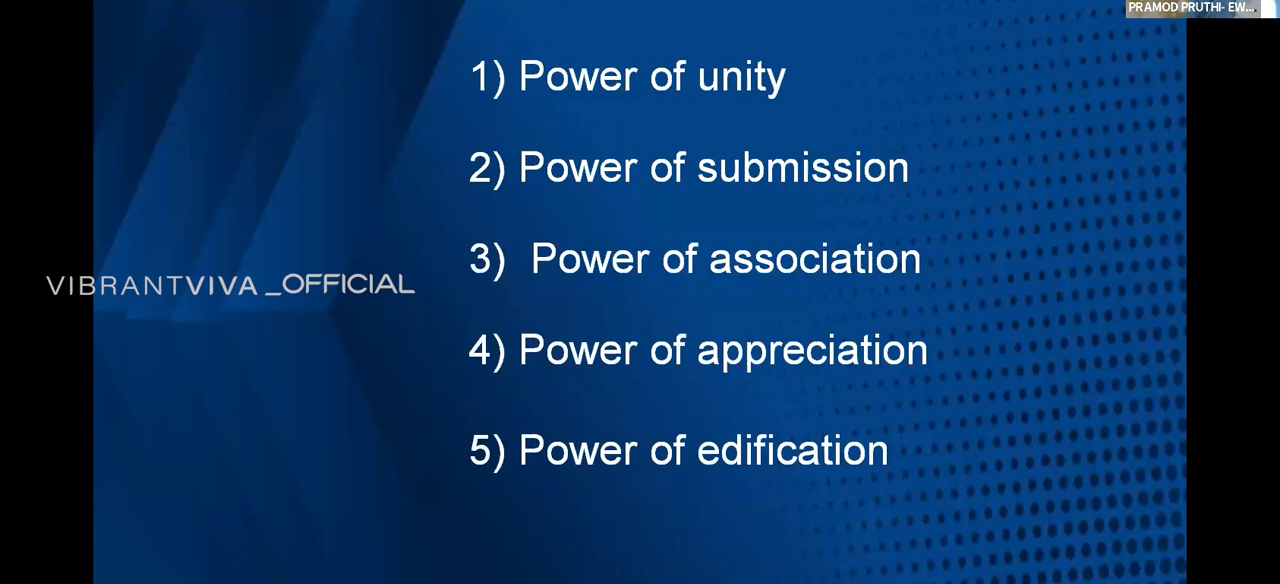 PRAMOD PRUTHI- EW...
1) Power of unity
2) Power of submission
3) Power of association
VIBRANTVIVA _OFFICIAL
4) Power of appreciation
5) Power of edification